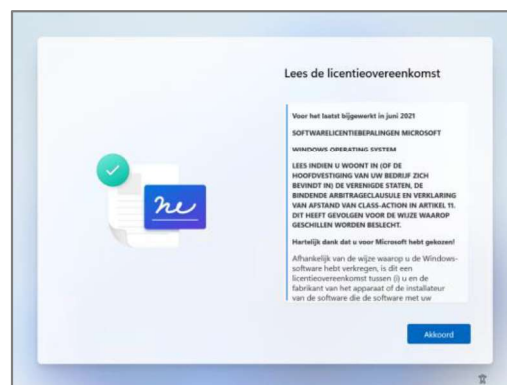 Lees de licentieovereenkomst
Voor het laatst bijgewerkt in juni 2021
SOFTWARELICENTIEBEPALINGEN MICROSOFT
WINDOWS OPERATING SYSTEM
LEES INDIEN U WOONT IN (OF DE
HOOFDVESTIGING VAN UW BEDRIJF ZICH
BEVINDT IN) DE VERENIGDE STATEN, DE
BINDENDE ARBITRAGECLAUSULE EN VERKLARING
VAN AFSTAND VAN CLASS-ACTION IN ARTIKEL 11.
DIT HEEFT GEVOLGEN VOOR DE WIJZE WAAROP
GESCHILLEN WORDEN BESLECHT.
Hartelijk dank dat u voor Microsoft hebt gekozen!
Afhankelijk van de wijze waarop u de Windows-
software hebt verkregen, is dit een
licentieovereenkomst tussen (i) u en de
fabrikant van het apparaat of de installateur
van de software die de software met uw
Akkoord